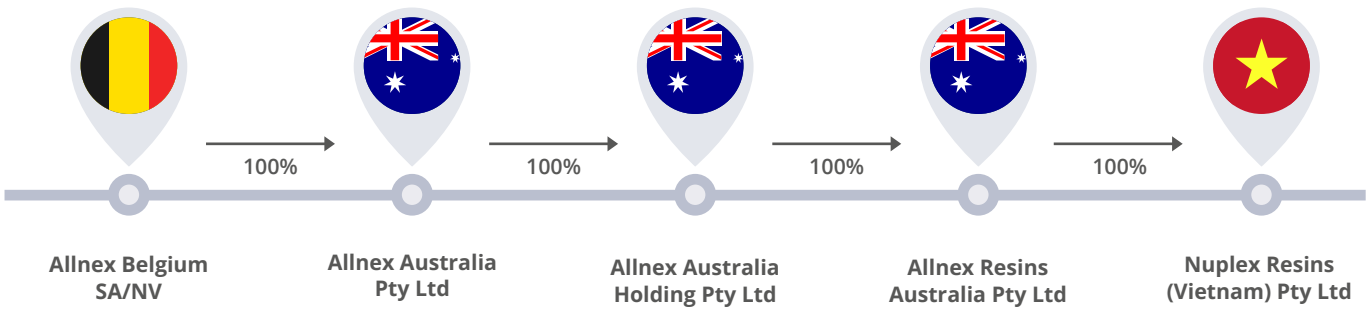 100%
100%
100%
100%
Allnex Belgium
SA/NV
Allnex Australia
Pty Ltd
Allnex Australia
Holding Pty Ltd
Allnex Resins
Australia Pty Ltd
Nuplex Resins
(Vietnam) Pty Ltd